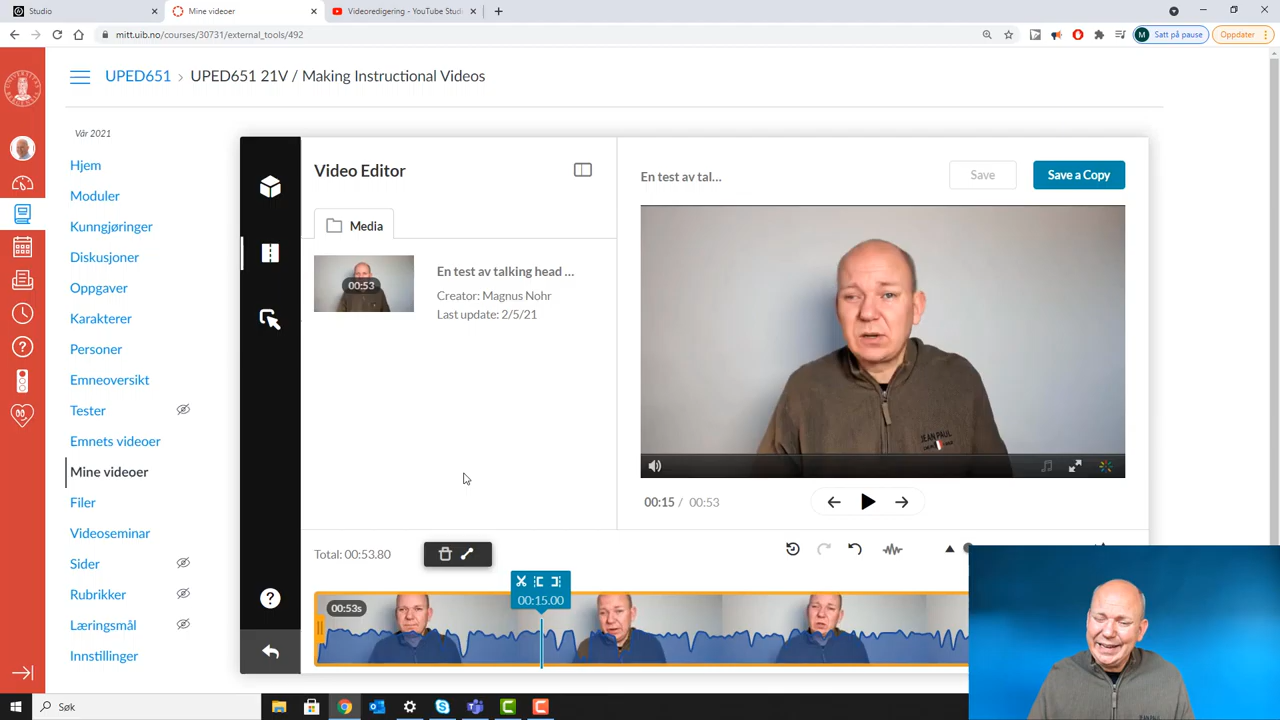 Studio
Mine videoer
Videoredigering - YouTube Studi
mitt.uib.no/courses/30731/external_tools/492
M Satt på pause
Oppdater
UPED651 › UPED651 21V / Making Instructional Videos
Vår 2021
Hjem
Moduler
Kunngjøringer
Diskusjoner
Oppgaver
Karakterer
Personer
Emneoversikt
Tester
Emnets videoer
Mine videoer
Filer
Videoseminar
Sider
Rubrikker
Læringsmål
Innstillinger
Video Editor
Media
00:53
En test av talking head ...
Creator: Magnus Nohr
Last update: 2/5/21
En test av tal...
Save
Save a Copy
JEAN PAUL
00:15 / 00:53
Total: 00:53.80
00:15.00
00:53s
Søk